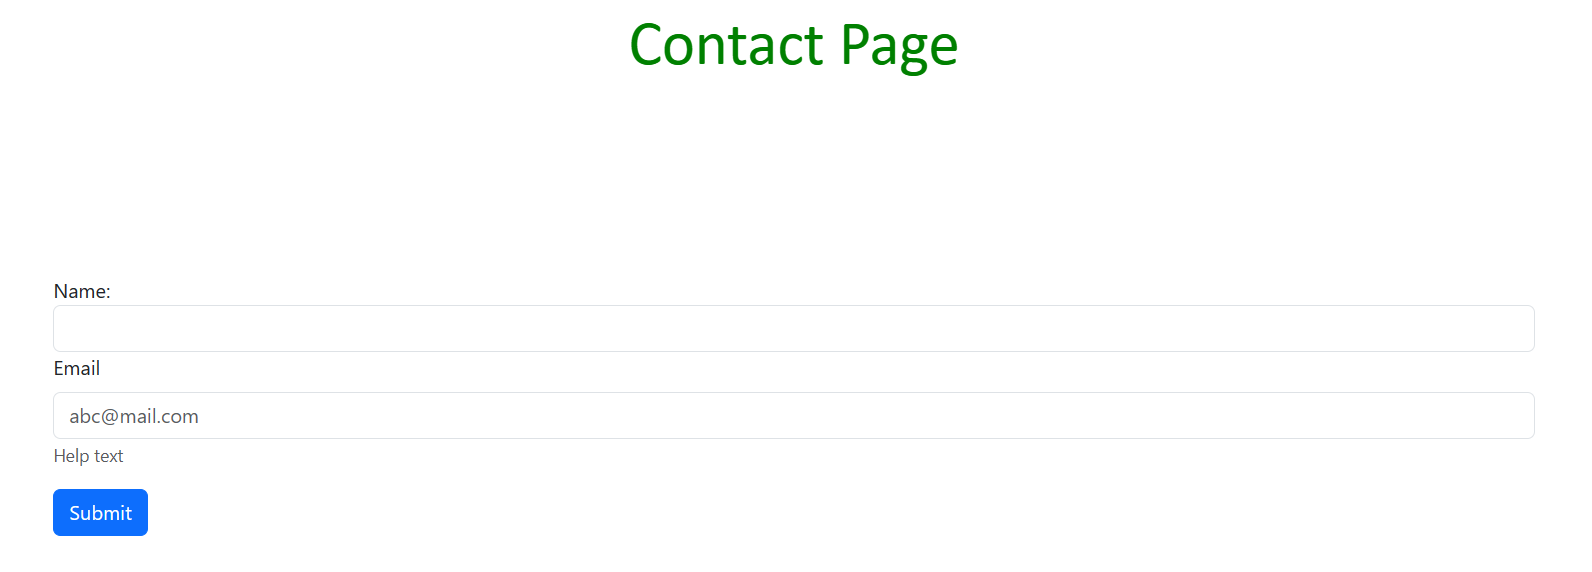 Contact Page
Name:
Email
abc@mail.com
Help text
Submit